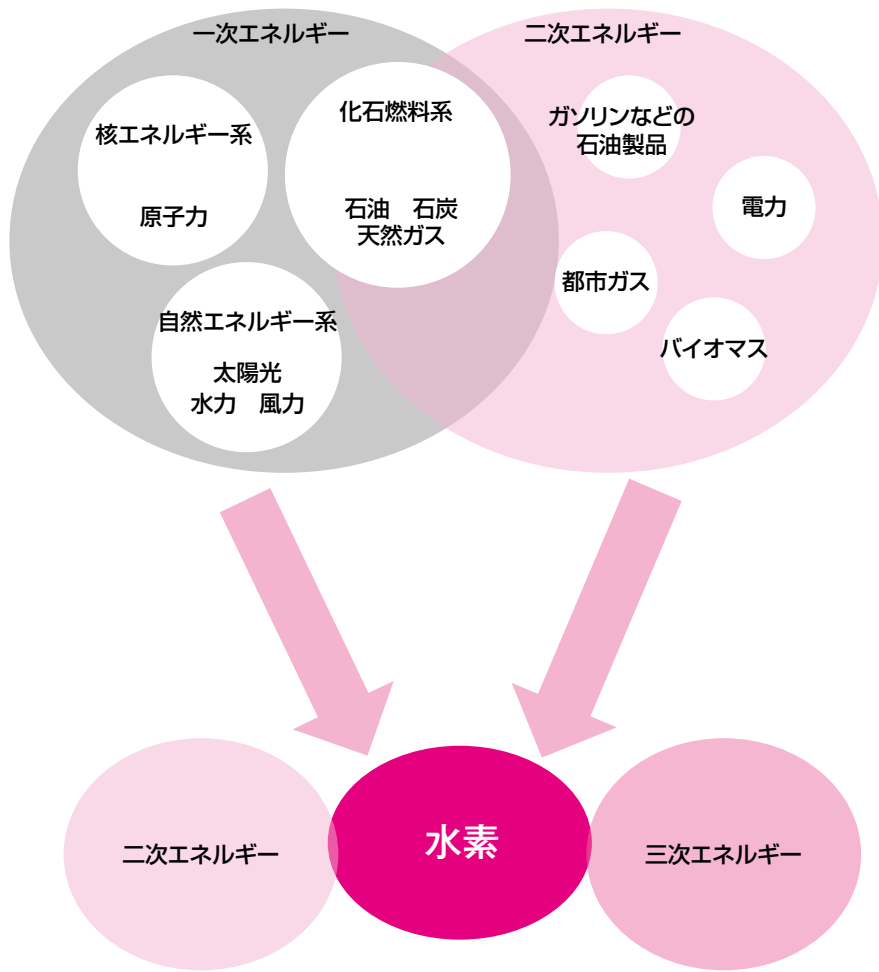 一次エネルギー
二次エネルギー
核エネルギー系
原子力
化石燃料系
石油　石炭
天然ガス
自然エネルギー系
太陽光
水力　風力
ガソリンなどの
石油製品
電力
都市ガス
バイオマス
二次エネルギー
水素
三次エネルギー